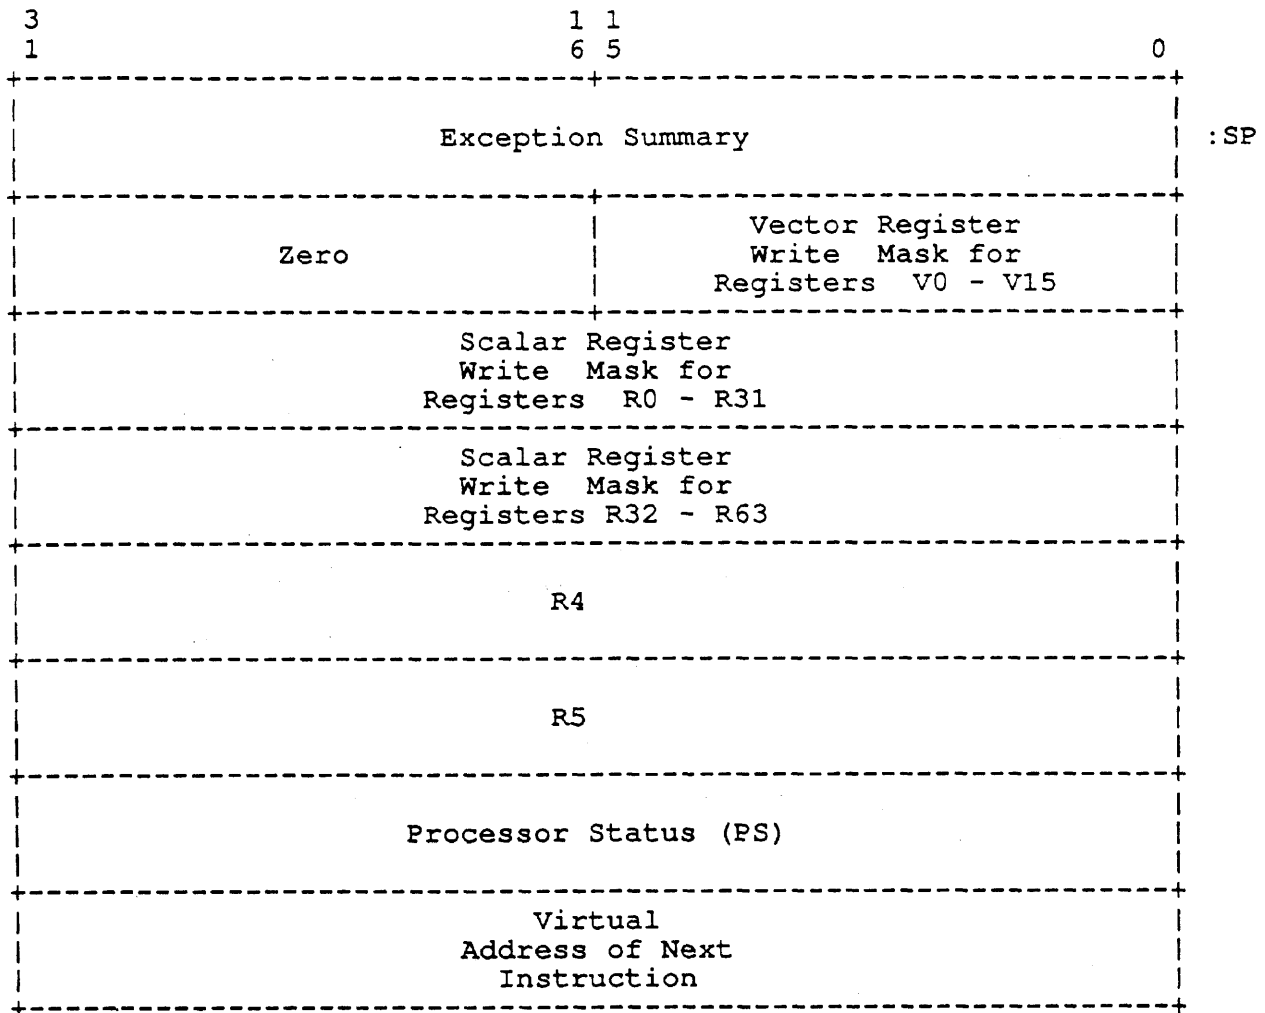 3 1 1
1 6 5 0
Exception Summary :SP
Vector Register
Zero Write Mask for
Registers V0 - V15
Scalar Register
Write Mask for
Registers R0 - R31
Scalar Register
Write Mask for
Registers R32 - R63
R4
R5
Processor Status (PS)
Virtual
Address of Next
Instruction